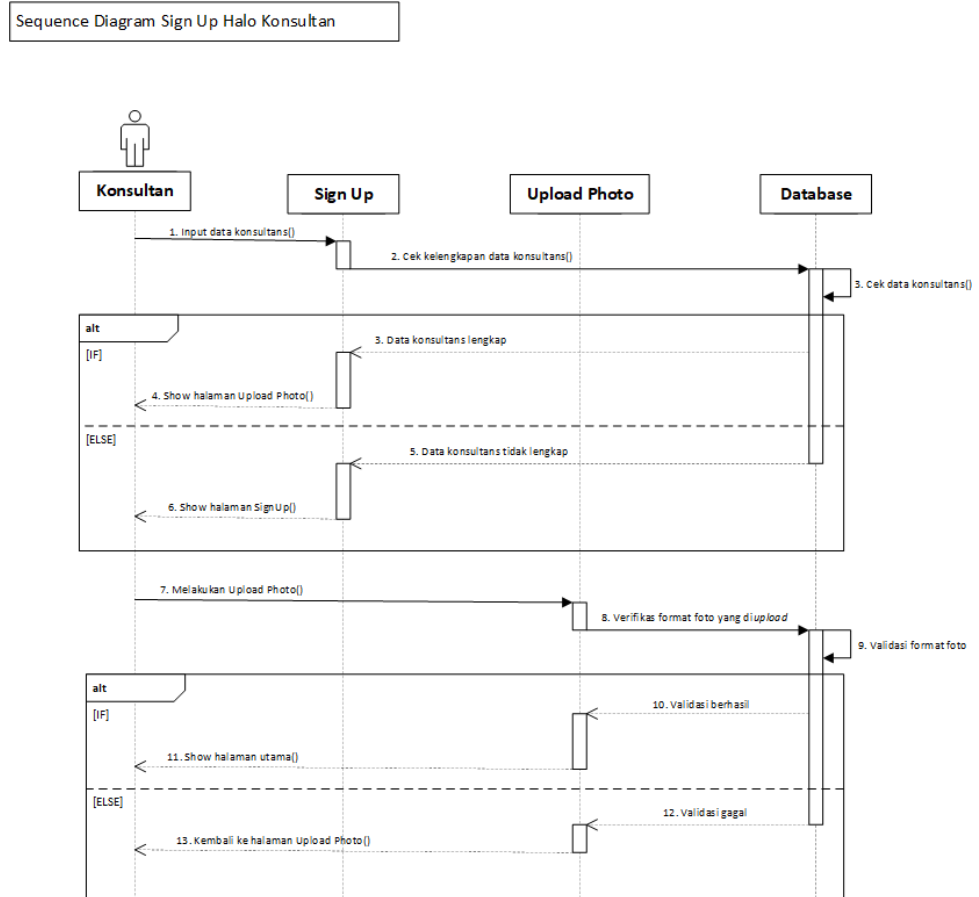 Sequence Diagram Sign Up Halo Konsultan
Konsultan
Sign Up
Upload Photo
Database
1. Input data konsultans()
2. Cek kelengkapan data konsultans()
3. Cek data konsultans()
alt
[IF]
3. Data konsultans lengkap
4. Show halaman Upload Photo()
[ELSE]
5. Data konsultans tidak lengkap
6. Show halaman SignUp()
7. Melakukan Upload Photo()
8. Verifikas format foto yang diupload
9. Validasi format foto
alt
[IF]
10. Validasi berhasil
11. Show halaman utama()
[ELSE]
12. Validasi gagal
13. Kembali ke halaman Upload Photo()